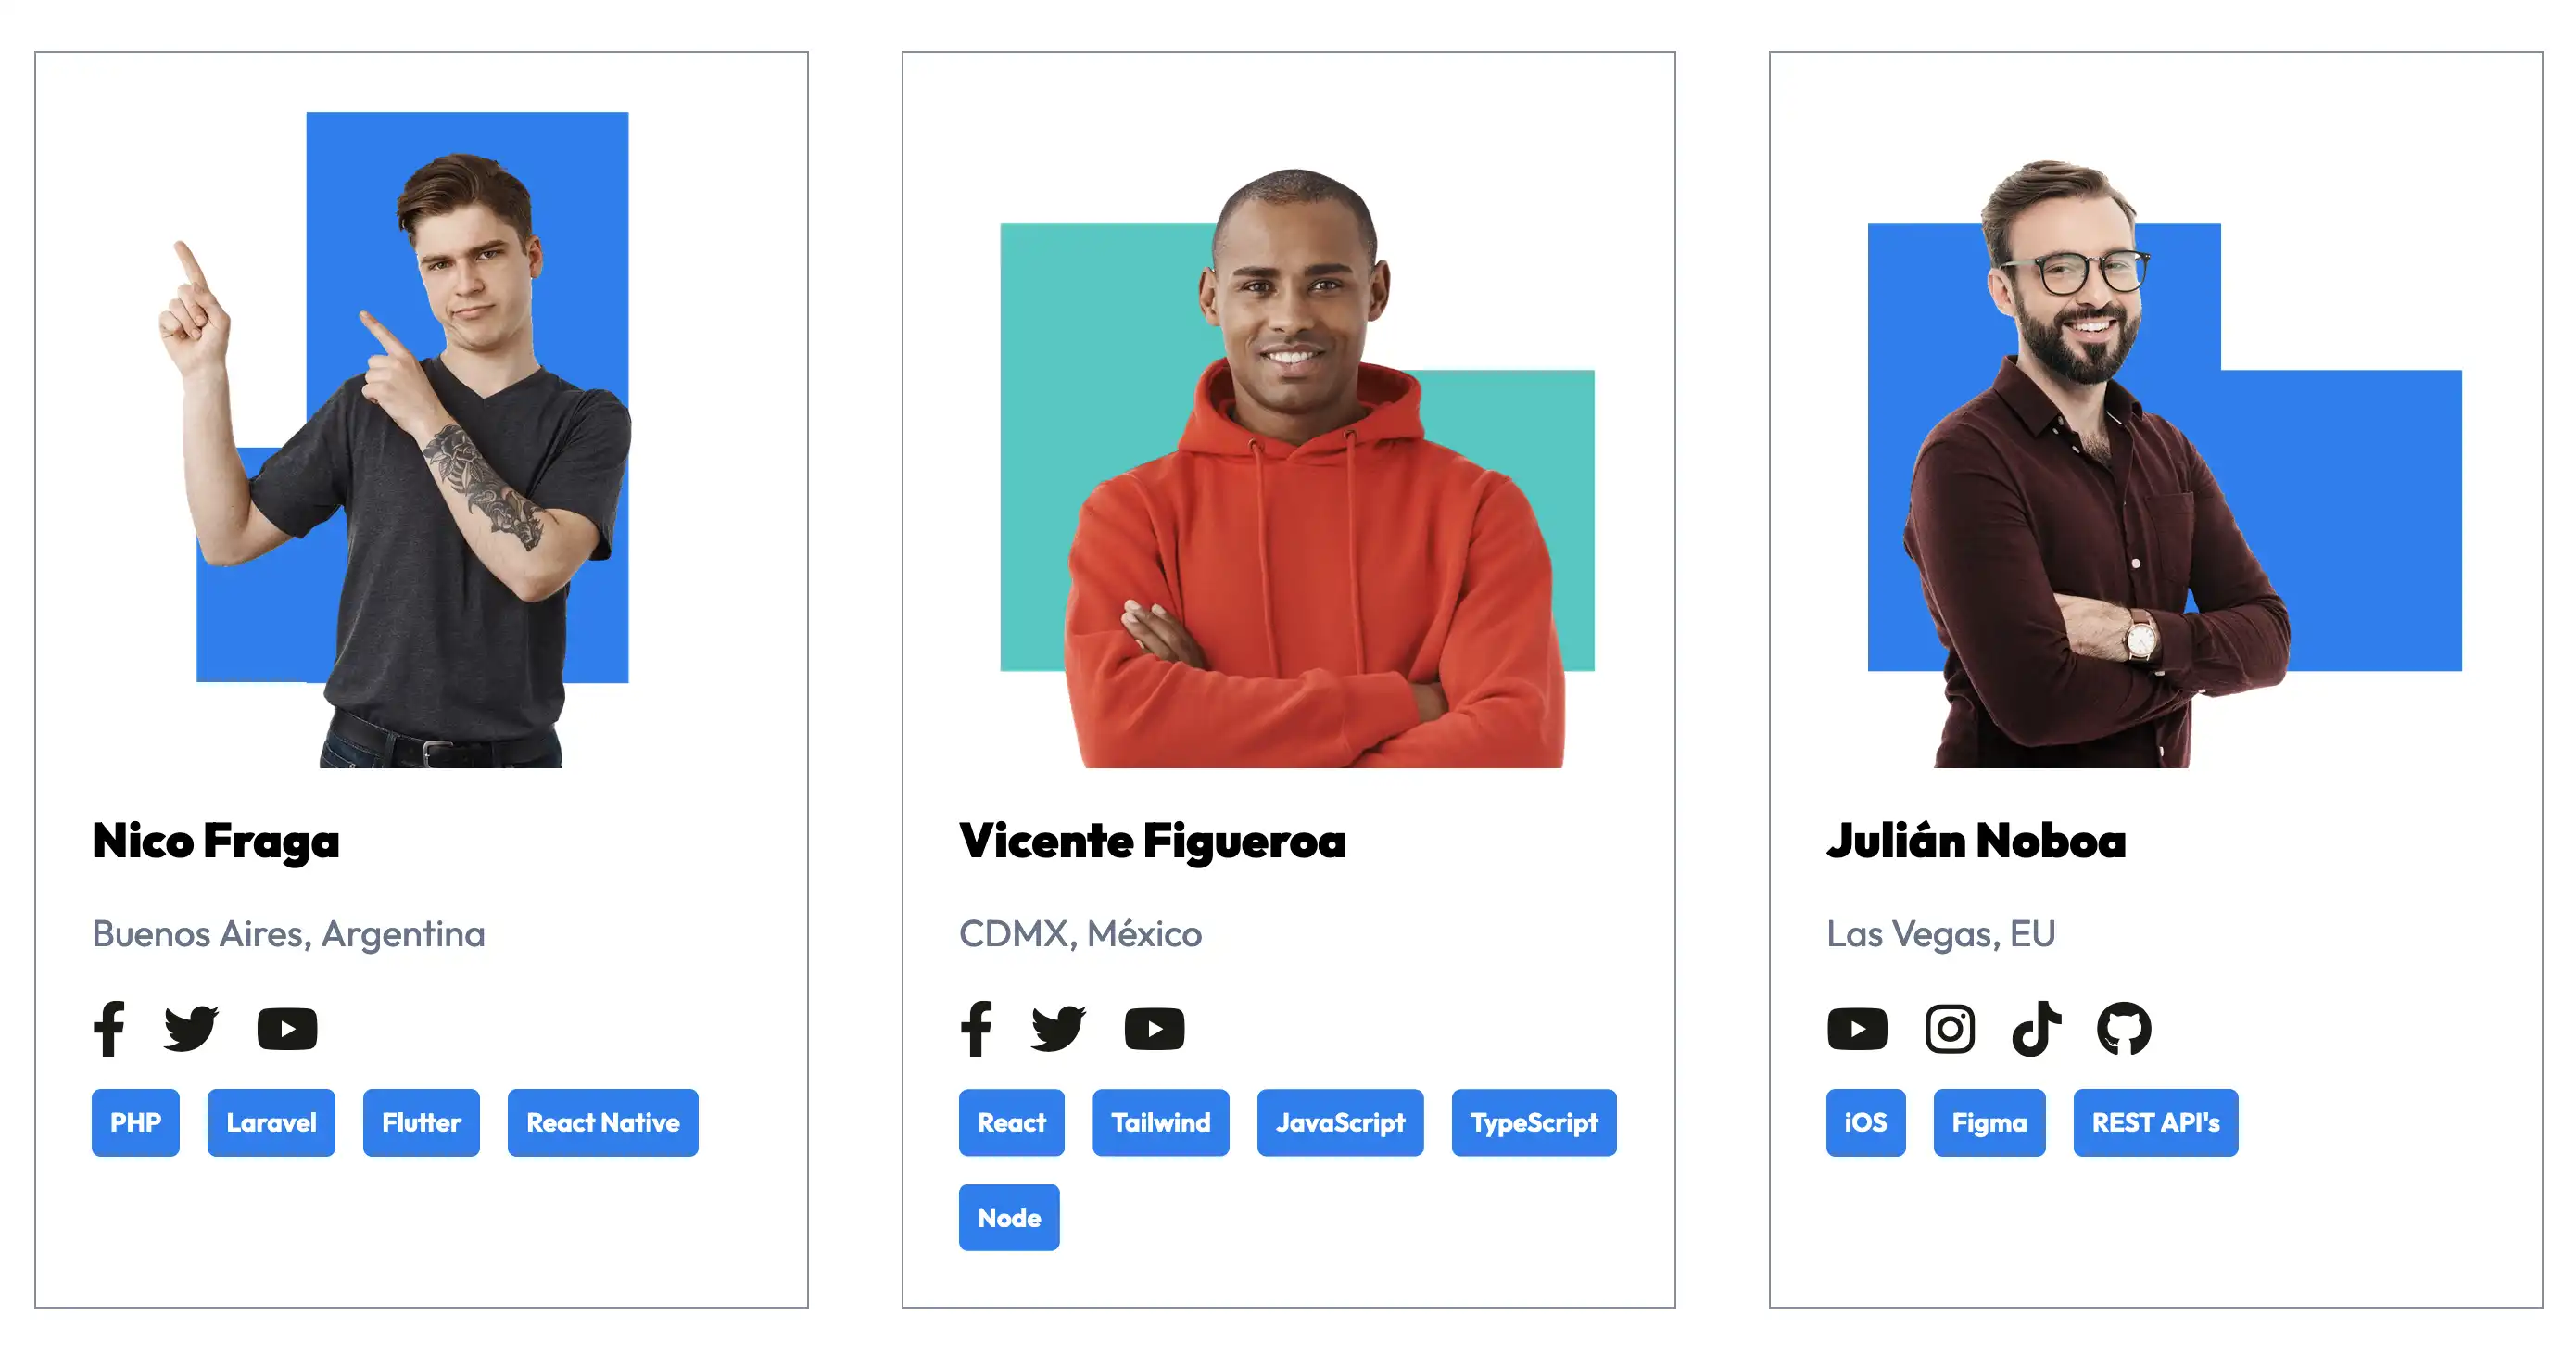 Nico Fraga
Buenos Aires, Argentina
PHP Laravel Flutter React Native
Vicente Figueroa
CDMX, México
React Tailwind JavaScript TypeScript
Node
Julián Noboa
Las Vegas, EU
iOS Figma REST API's